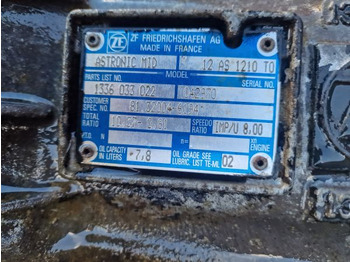 ZF FRIEDRICHSHAFEN AG
MADE IN FRANCE
ASTRONIC MID 12 AS 1210 TO
MODEL
PARTS LIST NO. SERIAL NO.
1336 033 022
CUSTOMER
SPEC NO.
TOTAL
RATIO
SPEEDO
RATIO IMP/U 8,00
P.T.O. N= ENGINE
OIL CAPACITY
IN LITERS 7,8
OIL GRADE SEE
LUBRIC. LIST TE-ML 02